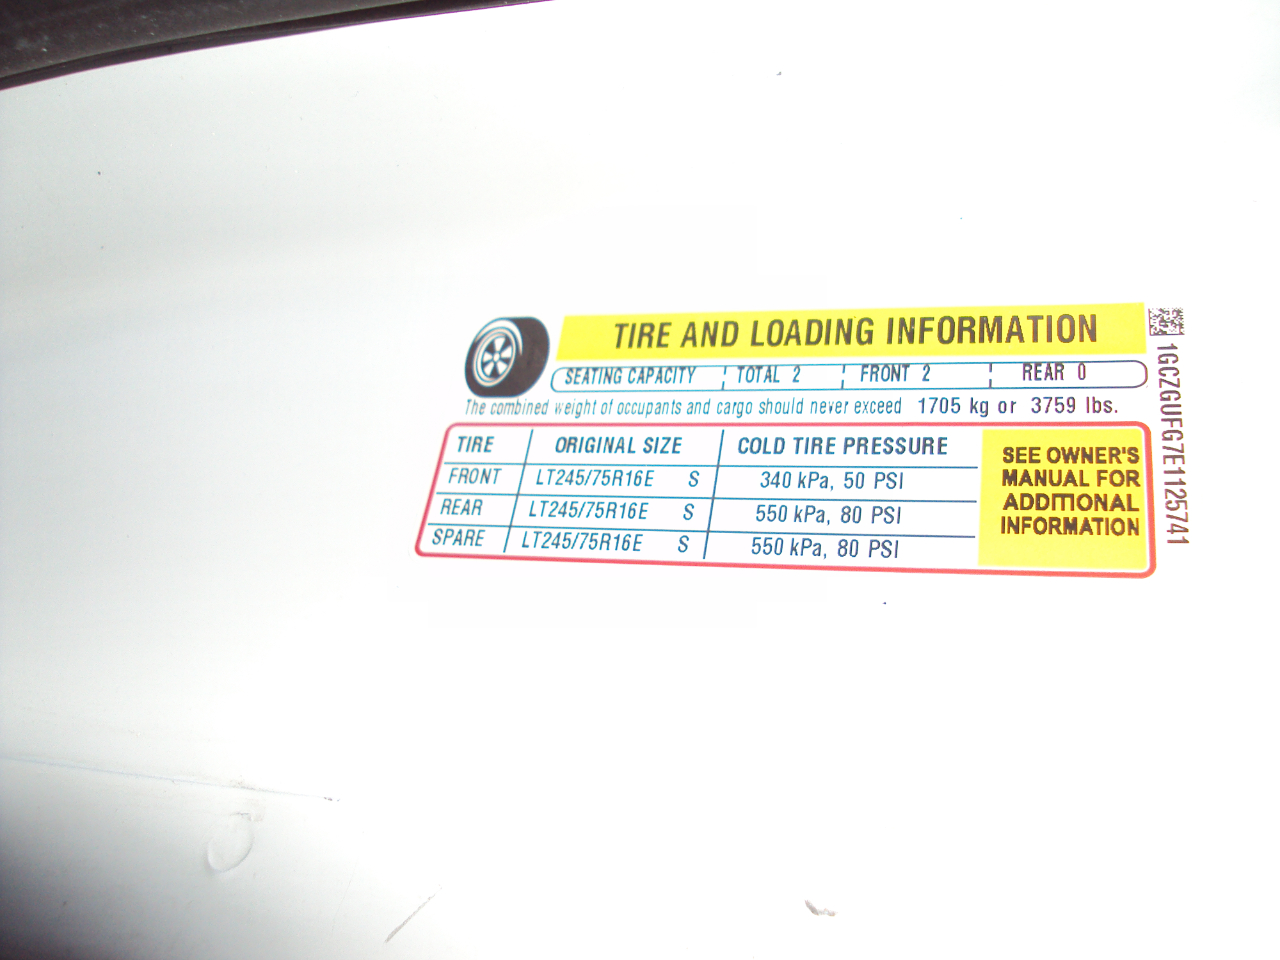 TIRE AND LOADING INFORMATION
SEATING CAPACITY TOTAL 2 FRONT 2 REAR 0
The combined weight of occupants and cargo should never exceed 1705 kg or 3759 lbs.
TIRE ORIGINAL SIZE COLD TIRE PRESSURE
FRONT LT245/75R16E S 340 kPa, 50 PSI
REAR LT245/75R16E S 550 kPa, 80 PSI
SPARE LT245/75R16E S 550 kPa, 80 PSI
SEE OWNER'S
MANUAL FOR
ADDITIONAL
INFORMATION
1GCZGUFG7E1125741